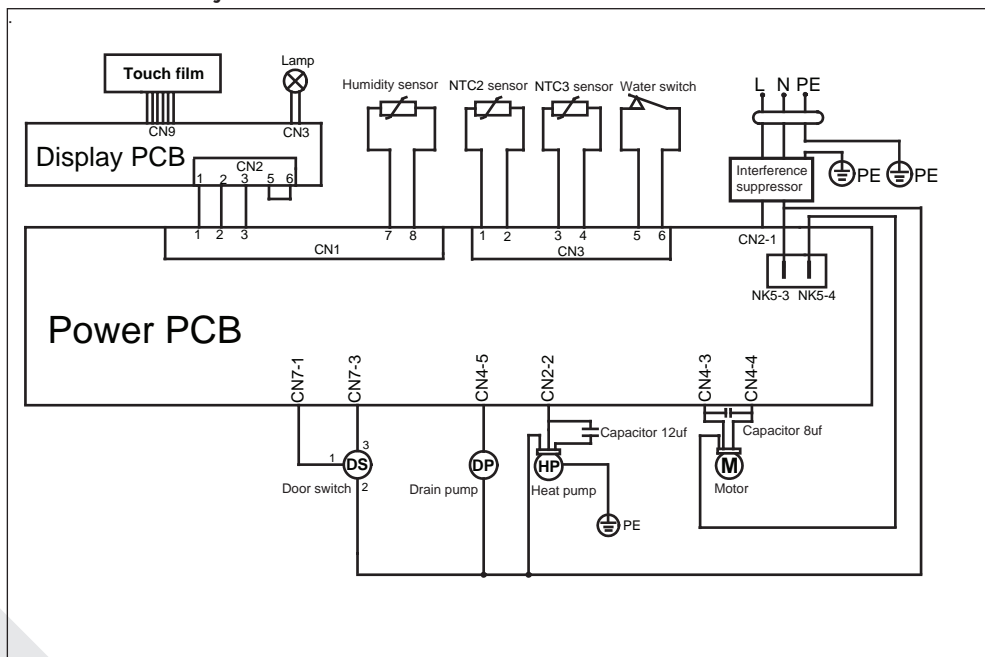 Touch film
Lamp
Humidity sensor
NTC2 sensor
NTC3 sensor
Water switch
L N PE
CN9
CN3
Display PCB
CN2
1 2 3 5 6
Interference
suppressor
PE
PE
1 2 3
7 8
CN1
1 2 3 4 5 6
CN3
CN2-1
NK5-3 NK5-4
Power PCB
CN7-1
CN7-3
CN4-5
CN2-2
CN4-3
CN4-4
Capacitor 12uf
Capacitor 8uf
3
1
DS
2
DP
HP
M
Door switch
Drain pump
Heat pump
Motor
PE